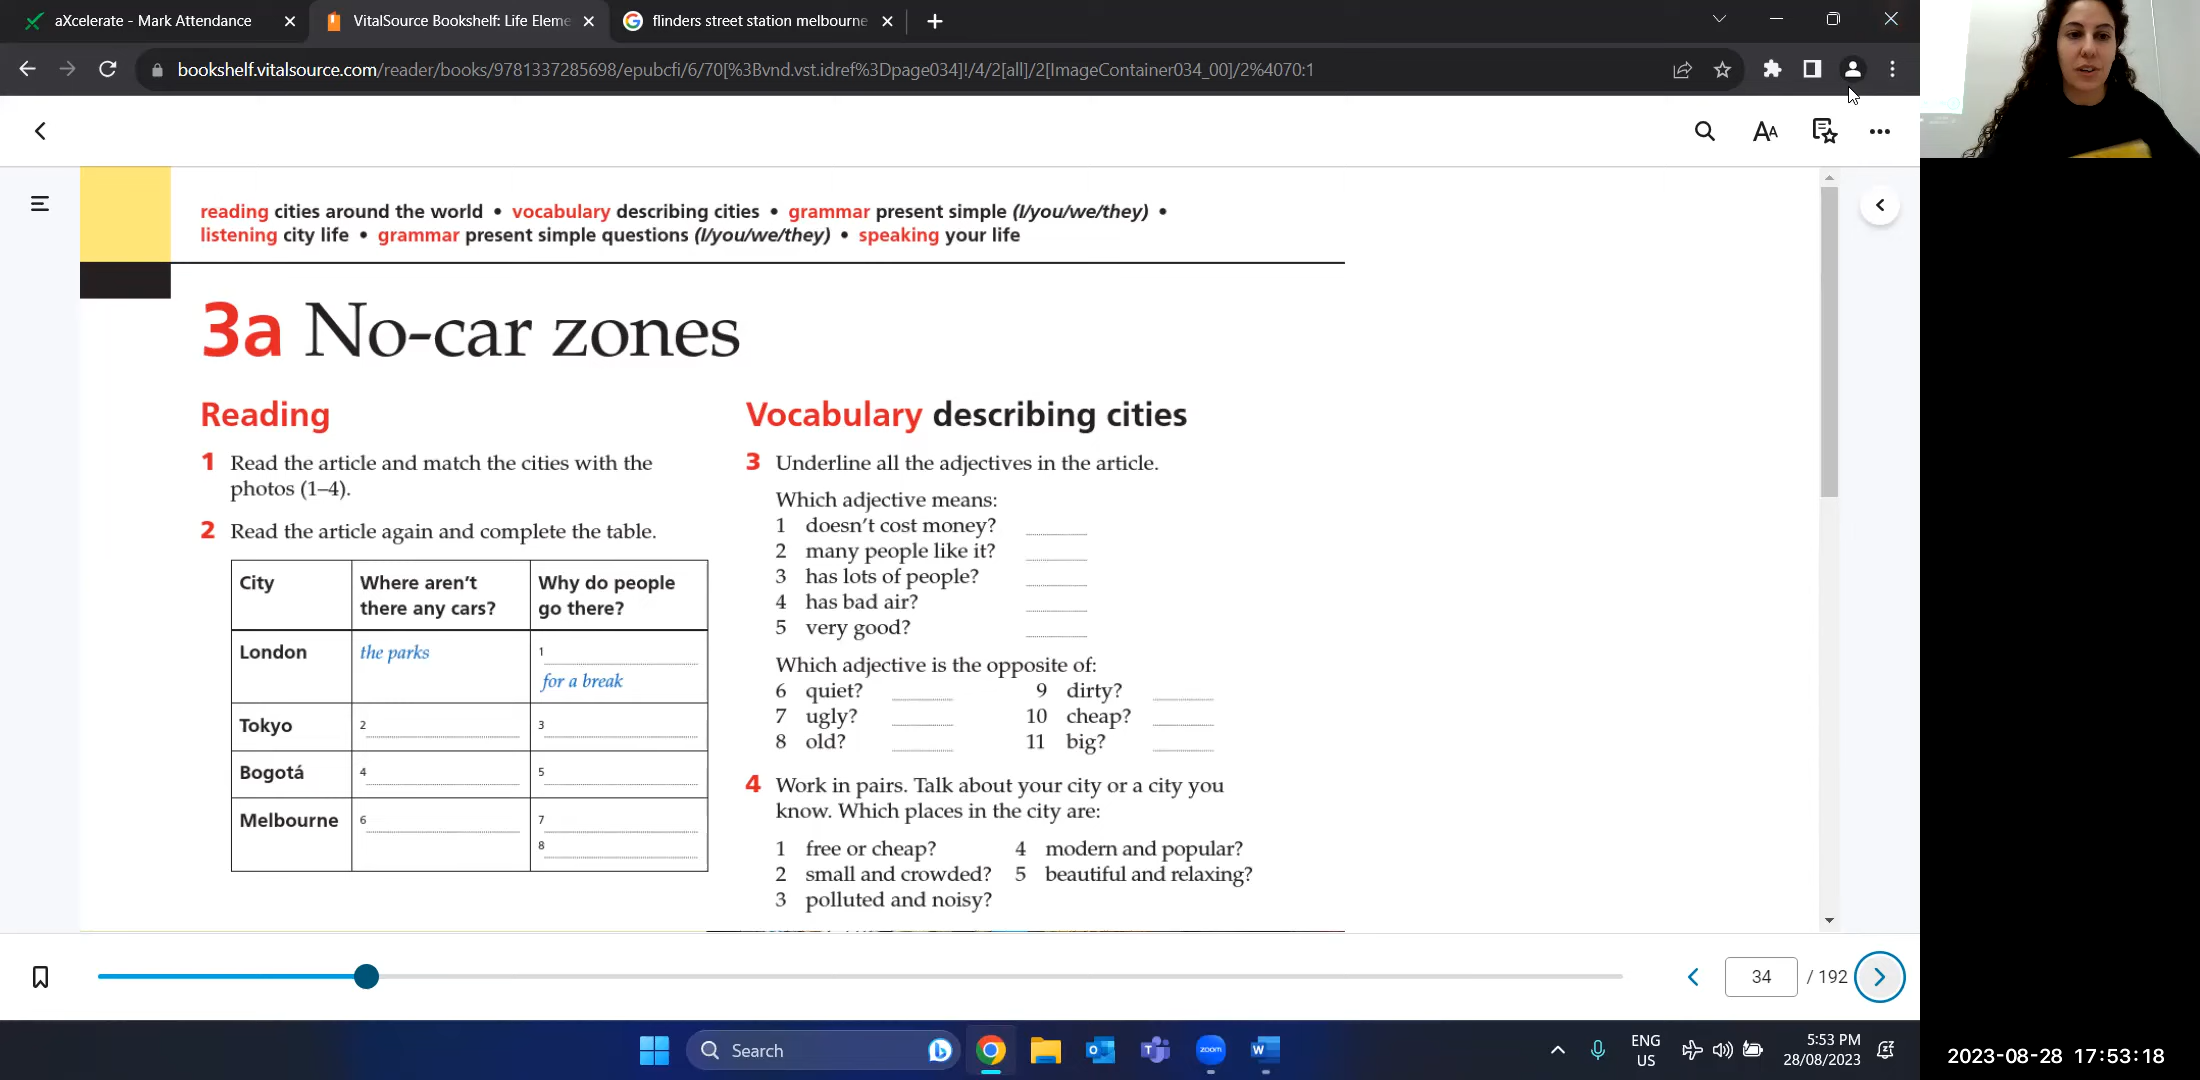 aXcelerate - Mark Attendance
VitalSource Bookshelf: Life Eleme
flinders street station melbourne
bookshelf.vitalsource.com/reader/books/9781337285698/epubcfi/6/70[%3Bvnd.vst.idref%3Dpage034]!/4/2[all]/2[ImageContainer034_00]/2%4070:1
AA
reading cities around the world • vocabulary describing cities • grammar present simple (I/you/we/they) •
listening city life • grammar present simple questions (I/you/we/they) • speaking your life
3a No-car zones
Reading
1 Read the article and match the cities with the
photos (1–4).
2 Read the article again and complete the table.
City
Where aren't
there any cars?
Why do people
go there?
London
the parks
1
for a break
Tokyo
2
3
Bogotá
4
5
Melbourne
6
7
8
Vocabulary describing cities
3 Underline all the adjectives in the article.
Which adjective means:
1 doesn't cost money?
2 many people like it?
3 has lots of people?
4 has bad air?
5 very good?
Which adjective is the opposite of:
6 quiet? 9 dirty?
7 ugly? 10 cheap?
8 old? 11 big?
4 Work in pairs. Talk about your city or a city you
know. Which places in the city are:
1 free or cheap? 4 modern and popular?
2 small and crowded? 5 beautiful and relaxing?
3 polluted and noisy?
34 / 192
Search
zoom
W
ENG
US
5:53 PM
28/08/2023
2023-08-28 17:53:18